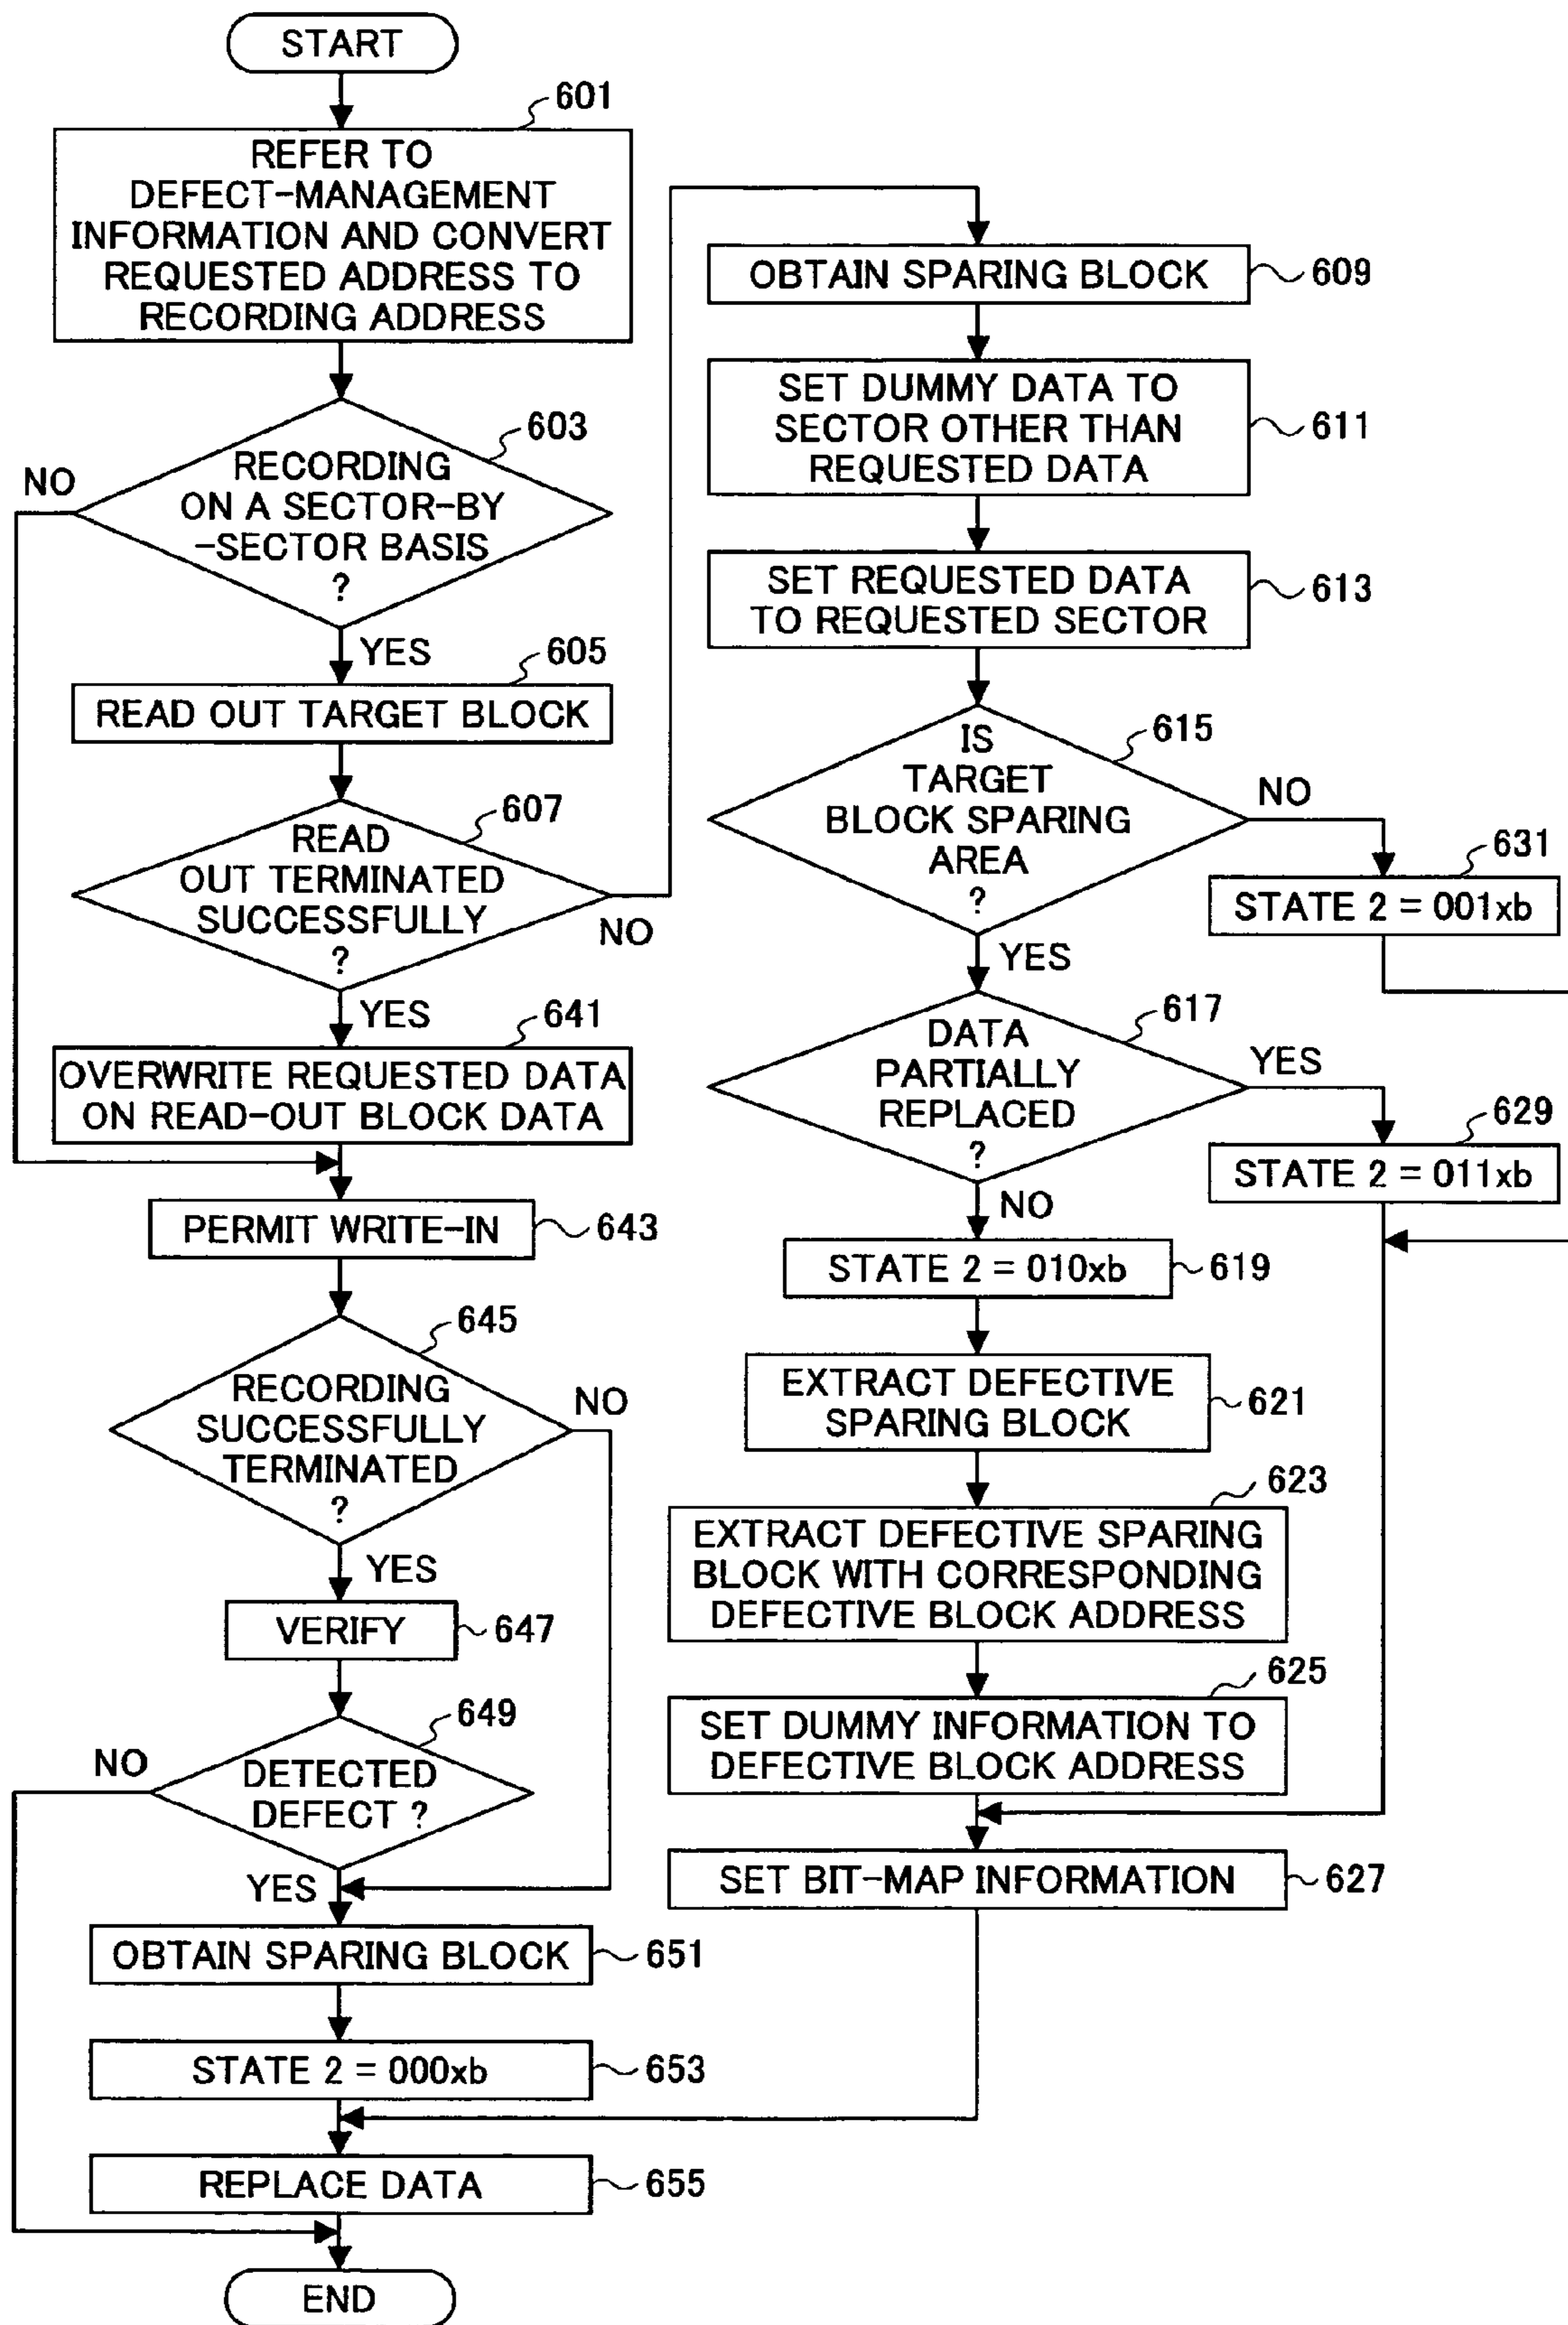 START
601
REFER TO
DEFECT-MANAGEMENT
INFORMATION AND CONVERT
REQUESTED ADDRESS TO
RECORDING ADDRESS
603
NO
RECORDING
ON A SECTOR-BY
-SECTOR BASIS
?
YES
605
READ OUT TARGET BLOCK
607
READ
OUT TERMINATED
SUCCESSFULLY
?
NO
YES
641
OVERWRITE REQUESTED DATA
ON READ-OUT BLOCK DATA
PERMIT WRITE-IN
643
645
RECORDING
SUCCESSFULLY
TERMINATED
?
NO
YES
VERIFY
647
649
NO
DETECTED
DEFECT ?
YES
OBTAIN SPARING BLOCK
651
STATE 2 = 000xb
653
REPLACE DATA
655
END
OBTAIN SPARING BLOCK
609
SET DUMMY DATA TO
SECTOR OTHER THAN
REQUESTED DATA
611
SET REQUESTED DATA
TO REQUESTED SECTOR
613
615
IS
TARGET
BLOCK SPARING
AREA
?
NO
631
STATE 2 = 001xb
YES
617
DATA
PARTIALLY
REPLACED
?
YES
629
STATE 2 = 011xb
NO
STATE 2 = 010xb
619
EXTRACT DEFECTIVE
SPARING BLOCK
621
623
EXTRACT DEFECTIVE SPARING
BLOCK WITH CORRESPONDING
DEFECTIVE BLOCK ADDRESS
625
SET DUMMY INFORMATION TO
DEFECTIVE BLOCK ADDRESS
SET BIT-MAP INFORMATION
627